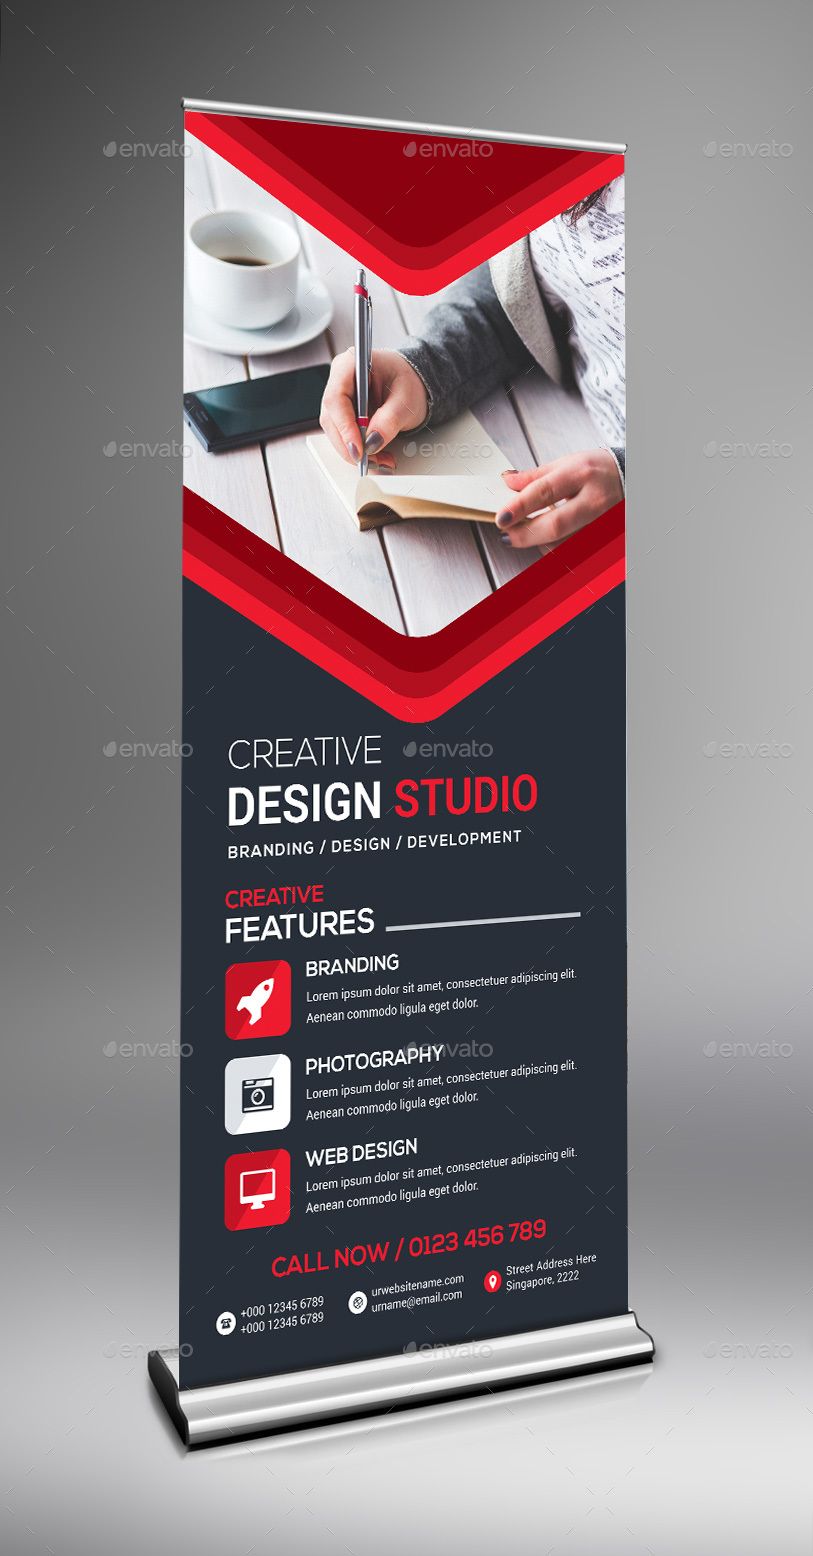 CREATIVE
DESIGN STUDIO
BRANDING / DESIGN / DEVELOPMENT
CREATIVE
FEATURES
BRANDING
Lorem ipsum dolor sit amet, consectetuer adipiscing elit.
Aenean commodo ligula eget dolor.
PHOTOGRAPHY
Lorem ipsum dolor sit amet, consectetuer adipiscing elit.
Aenean commodo ligula eget dolor.
WEB DESIGN
Lorem ipsum dolor sit amet, consectetuer adipiscing elit.
Aenean commodo ligula eget dolor.
CALL NOW / 0123 456 789
+000 12345 6789
+000 12345 6789
urwebsitename.com
urname@email.com
Street Address Here
Singapore, 2222
envato envato envato
envato envato envato
envato envato envato
envato envato envato
envato envato envato